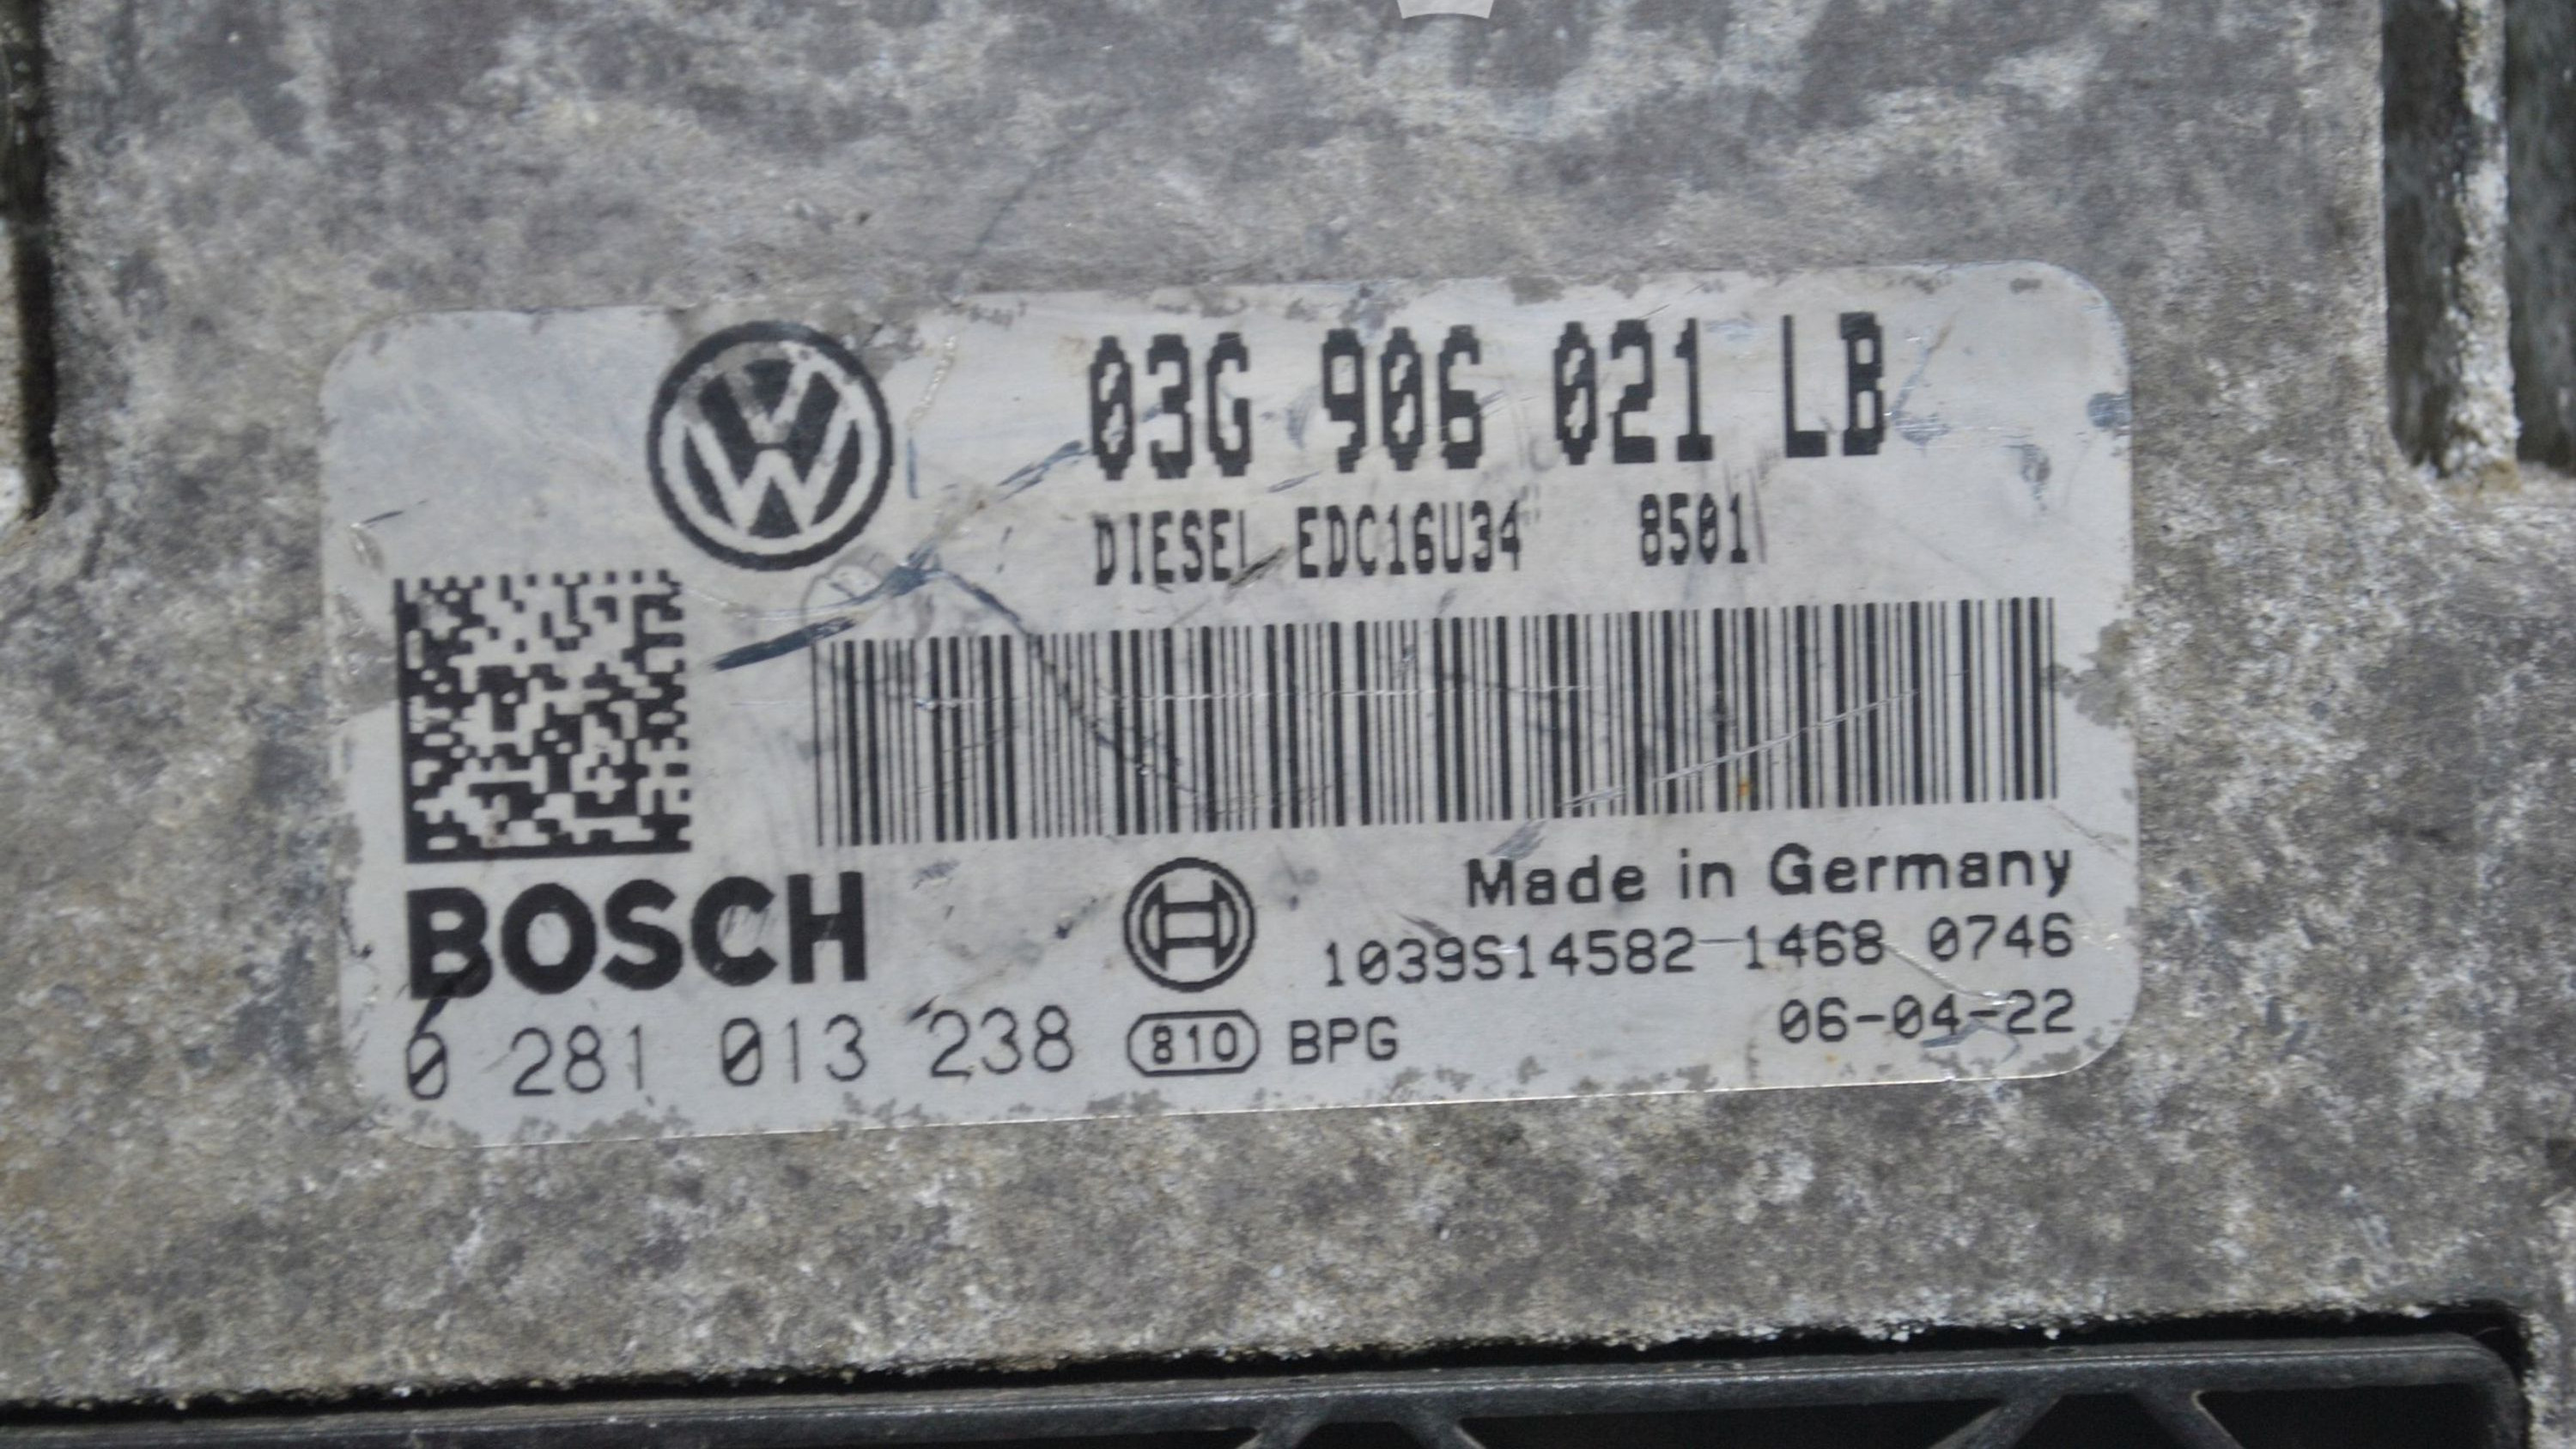 03G 906 021 LB
DIESEL EDC16U34 8501
BOSCH
Made in Germany
1039S14582 1468 0746
0 281 013 238 810 BPG 06-04-22